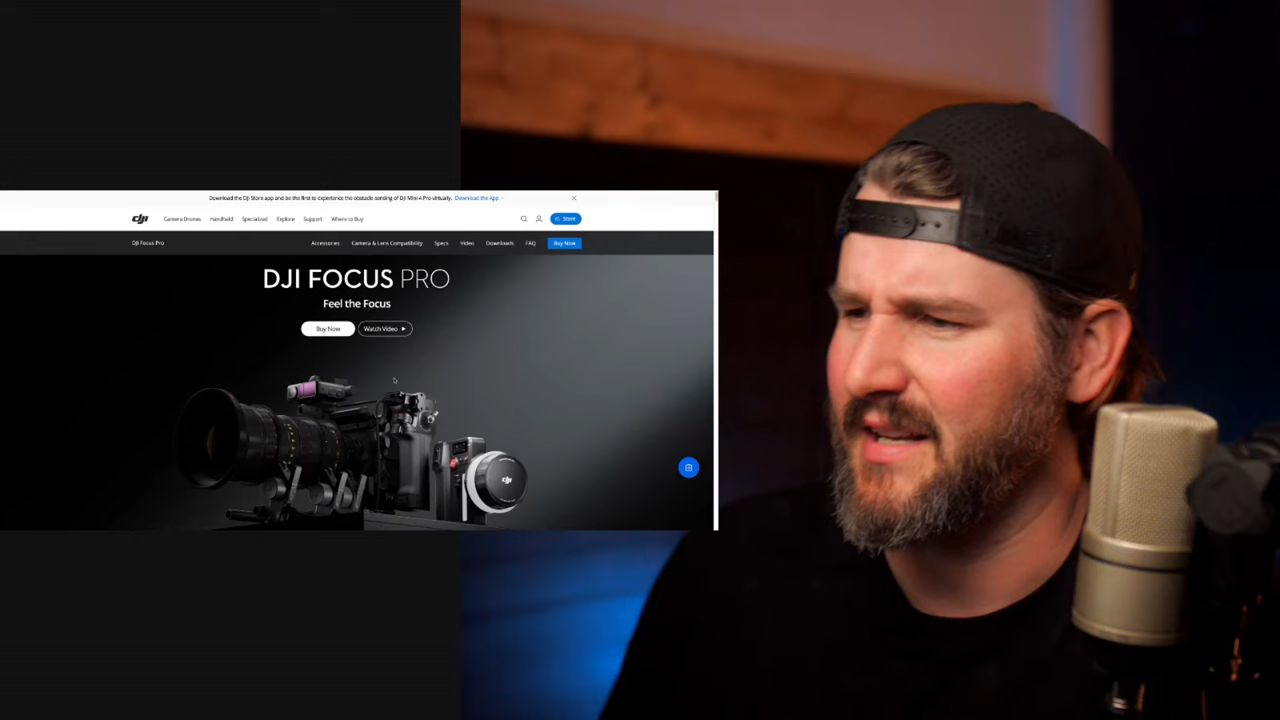 Download the DJI Store app and be the first to experience the obstacle sensing of DJI Mini 4 Pro virtually. Download the App >
dji Camera Drones Handheld Specialized Explore Support Where to Buy Store
DJI Focus Pro Accessories Camera & Lens Compatibility Specs Video Downloads FAQ Buy Now
DJI FOCUS PRO
Feel the Focus
Buy Now Watch Video
dji